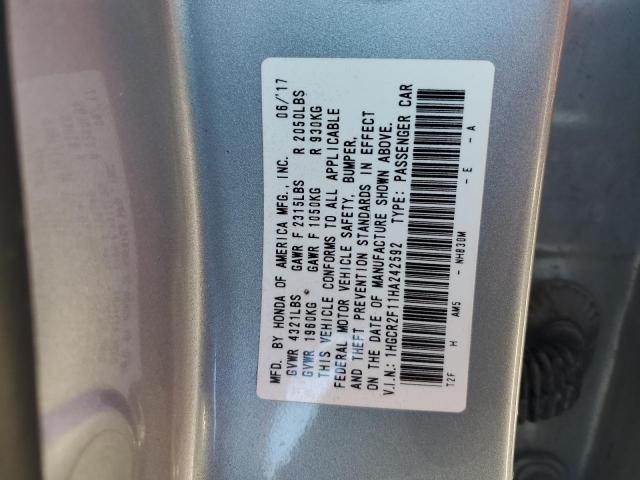 MFD. BY HONDA OF AMERICA MFG., INC. 06/'17
GVWR 4321LBS GAWR F 2315LBS R 2050LBS
GVWR 1960KG GAWR F 1050KG R 930KG
THIS VEHICLE CONFORMS TO ALL APPLICABLE
FEDERAL MOTOR VEHICLE SAFETY, BUMPER,
AND THEFT PREVENTION STANDARDS IN EFFECT
ON THE DATE OF MANUFACTURE SHOWN ABOVE.
V.I.N.: 1HGCR2F11HA242592 TYPE: PASSENGER CAR
T2F H AM5 - NH830M - E - A